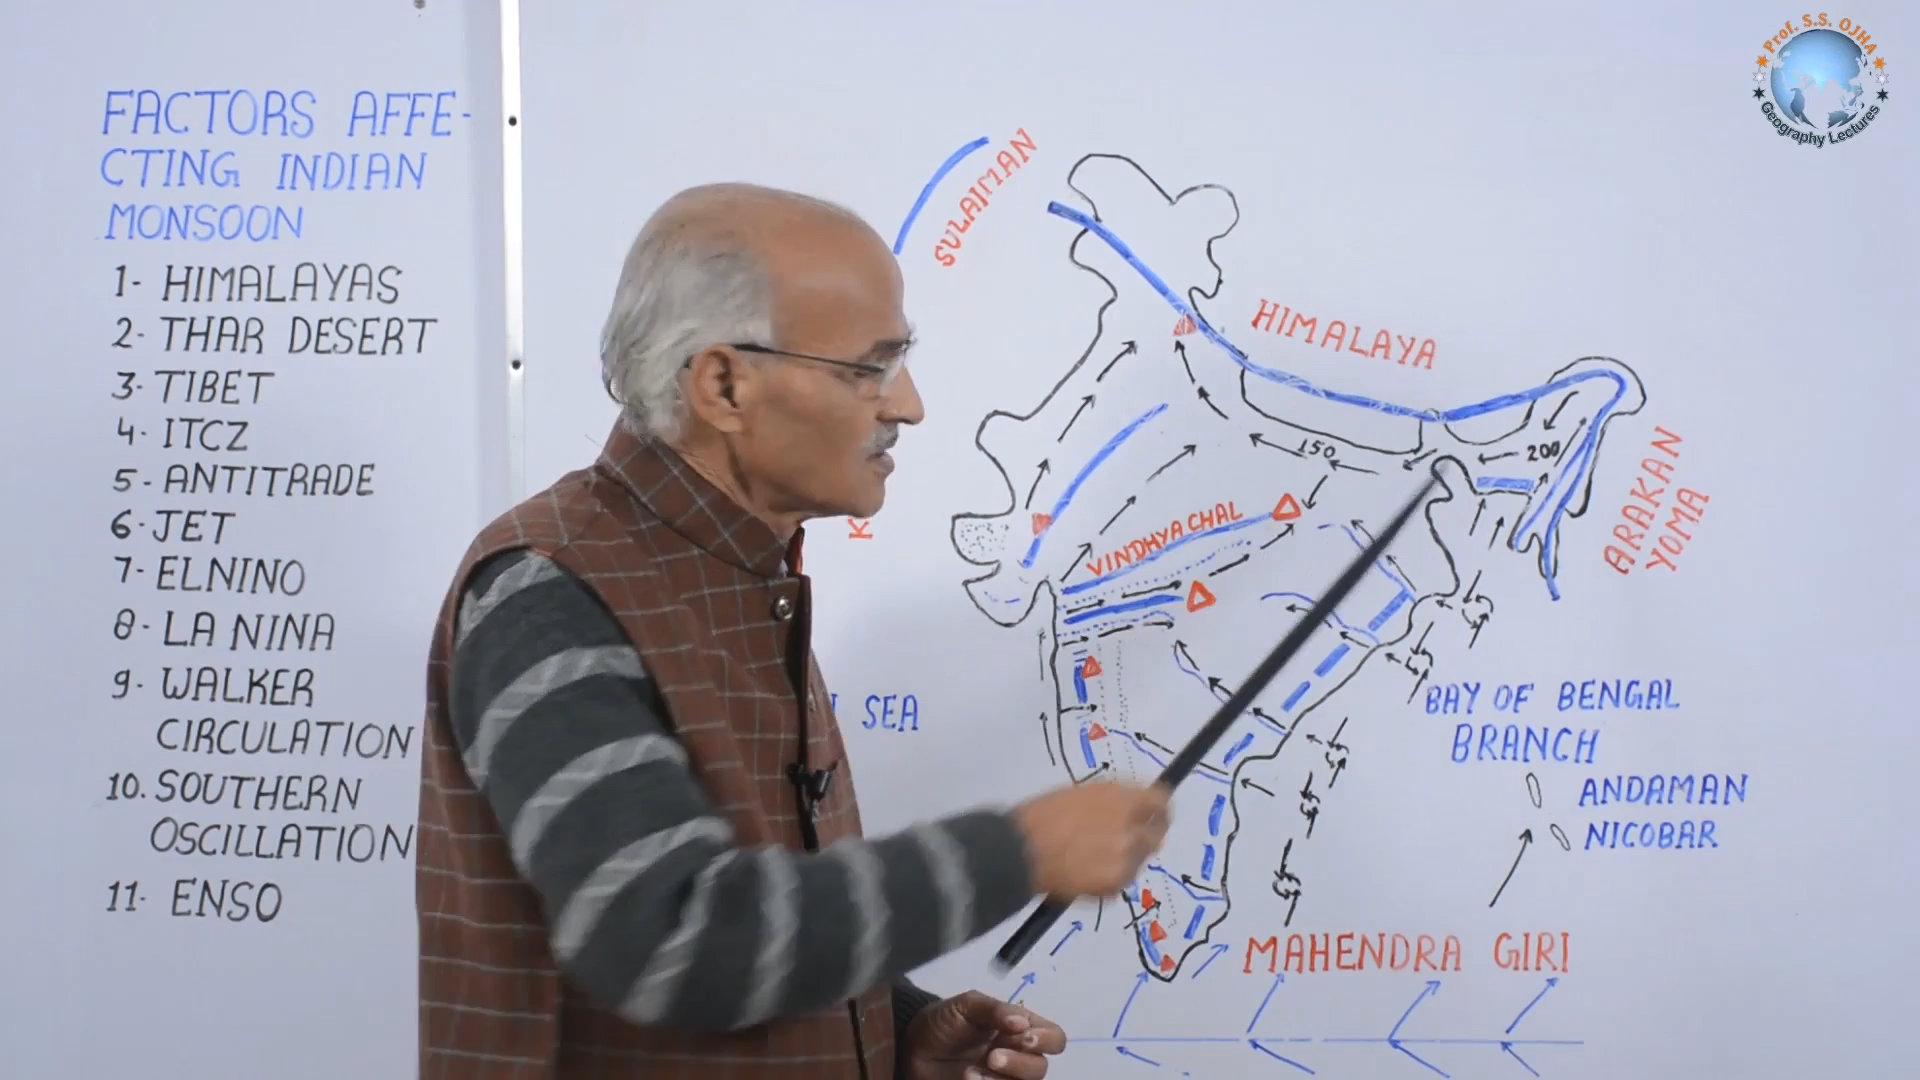 Prof. S.S. OJHA
Geography Lectures
FACTORS AFFE-
CTING INDIAN
MONSOON
1- HIMALAYAS
2- THAR DESERT
3- TIBET
4- ITCZ
5- ANTITRADE
6- JET
7- ELNINO
8- LA NINA
9- WALKER
CIRCULATION
10. SOUTHERN
OSCILLATION
11- ENSO
SULAIMAN
HIMALAYA
150
200
ARAKAN
YOMA
K
VINDHYACHAL
SEA
BAY OF BENGAL
BRANCH
ANDAMAN
NICOBAR
MAHENDRA GIRI